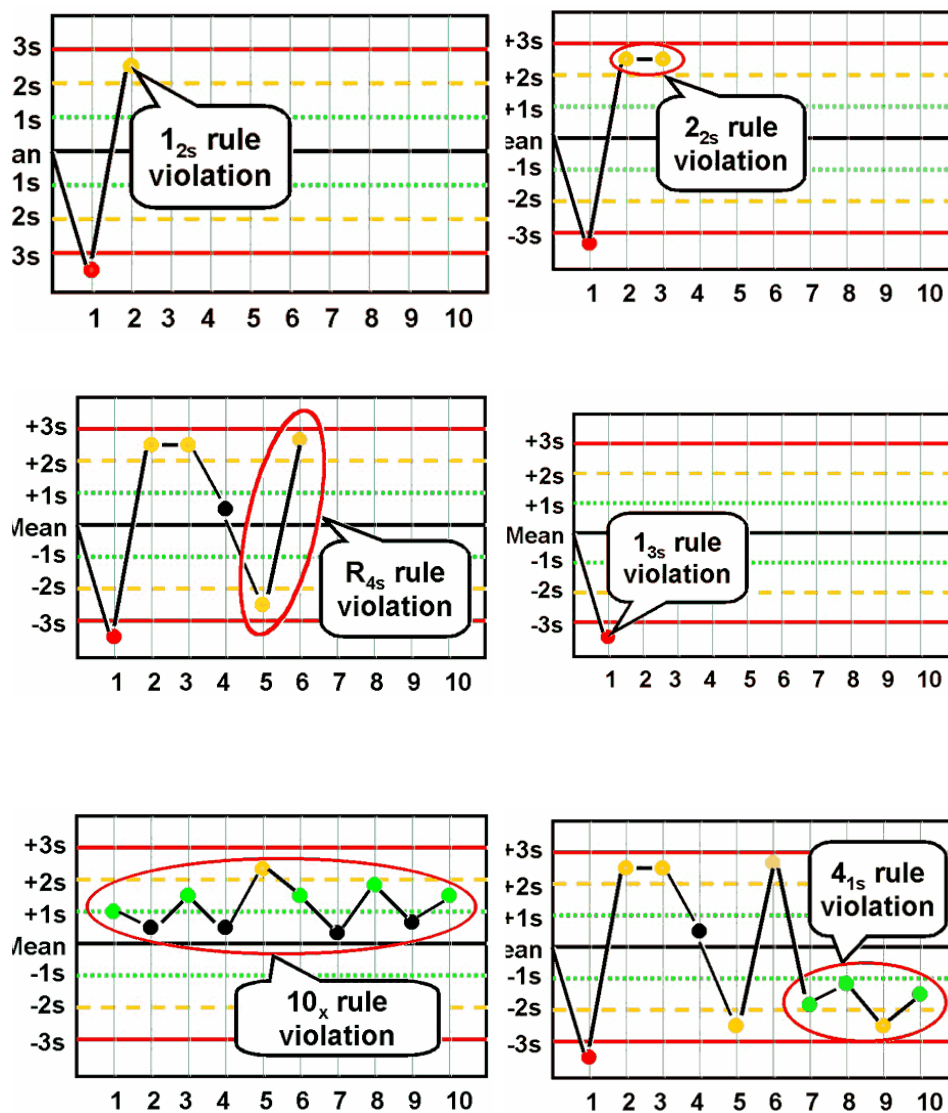 3s
2s
1s
an
1s
2s
3s
1₂s rule
violation
1 2 3 4 5 6 7 8 9 10
+3s
+2s
+1s
ean
-1s
-2s
-3s
2₂s rule
violation
1 2 3 4 5 6 7 8 9 10
+3s
+2s
+1s
Mean
-1s
-2s
-3s
R₄s rule
violation
1 2 3 4 5 6 7 8 9 10
+3s
+2s
+1s
Mean
-1s
-2s
-3s
1₃s rule
violation
1 2 3 4 5 6 7 8 9 10
+3s
+2s
+1s
Mean
-1s
-2s
-3s
10ₓ rule
violation
1 2 3 4 5 6 7 8 9 10
+3s
+2s
+1s
ean
-1s
-2s
-3s
4₁s rule
violation
1 2 3 4 5 6 7 8 9 10